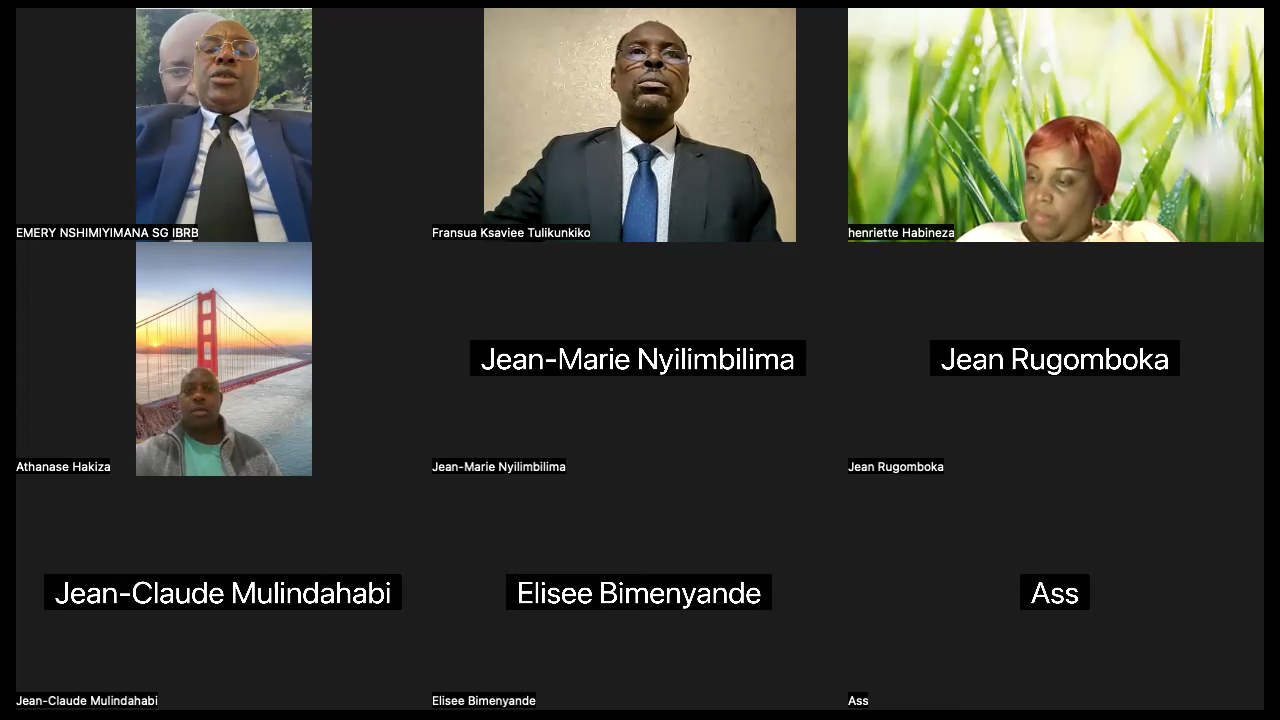 EMERY NSHIMIYIMANA SG IBRB
Fransua Ksaviee Tulikunkiko
henriette Habineza
Athanase Hakiza
Jean-Marie Nyilimbilima
Jean-Marie Nyilimbilima
Jean Rugomboka
Jean Rugomboka
Jean-Claude Mulindahabi
Jean-Claude Mulindahabi
Elisee Bimenyande
Elisee Bimenyande
Ass
Ass